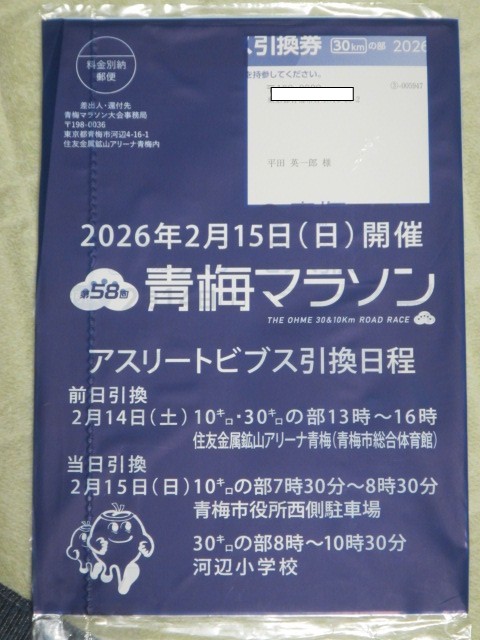 料金別納
郵便
差出人・還付先
青梅マラソン大会事務局
〒198-0036
東京都青梅市河辺4-16-1
住友金属鉱山アリーナ青梅内
ス引換券 30kmの部 2026
を持参してください。
平田 英一郎 様
2026年2月15日(日)開催
第58回 青梅マラソン
THE OHME 30&10Km ROAD RACE
アスリートビブス引換日程
前日引換
2月14日(土)10㌔・30㌔の部13時〜16時
住友金属鉱山アリーナ青梅(青梅市総合体育館)
当日引換
2月15日(日)10㌔の部7時30分〜8時30分
青梅市役所西側駐車場
30㌔の部8時〜10時30分
河辺小学校